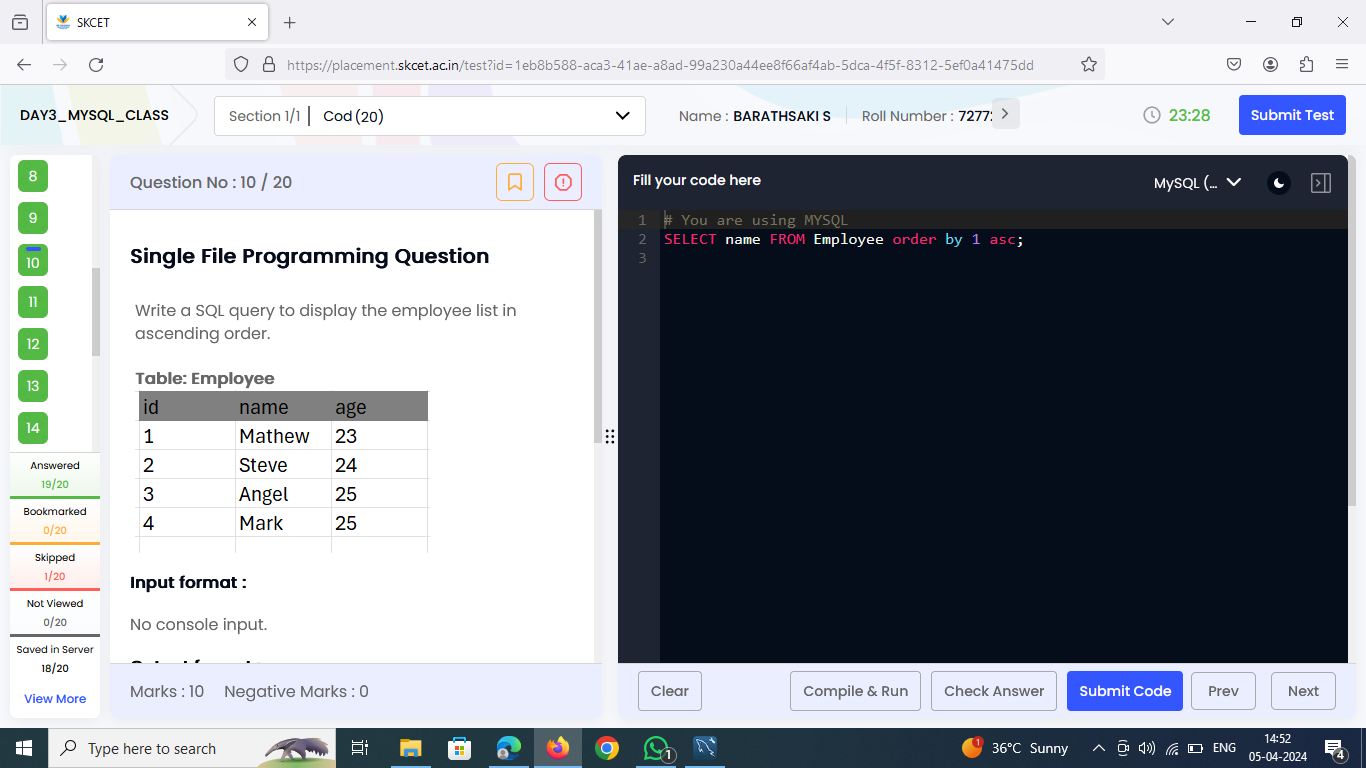 SKCET
https://placement.skcet.ac.in/test?id=1eb8b588-aca3-41ae-a8ad-99a230a44ee8f66af4ab-5dca-4f5f-8312-5ef0a41475dd
DAY3_MYSQL_CLASS
Section 1/1 | Cod (20)
Name : BARATHSAKI S
Roll Number : 7277
23:28
Submit Test
8
9
10
11
12
13
14
Answered
19/20
Bookmarked
0/20
Skipped
1/20
Not Viewed
0/20
Saved in Server
18/20
View More
Question No : 10 / 20
Single File Programming Question
Write a SQL query to display the employee list in
ascending order.
Table: Employee
id name age
1 Mathew 23
2 Steve 24
3 Angel 25
4 Mark 25
Input format :
No console input.
Marks : 10 Negative Marks : 0
Fill your code here
MySQL (...
1 # You are using MYSQL
2 SELECT name FROM Employee order by 1 asc;
3
Clear
Compile & Run
Check Answer
Submit Code
Prev
Next
Type here to search
1
1
36°C Sunny
ENG
14:52
05-04-2024
4